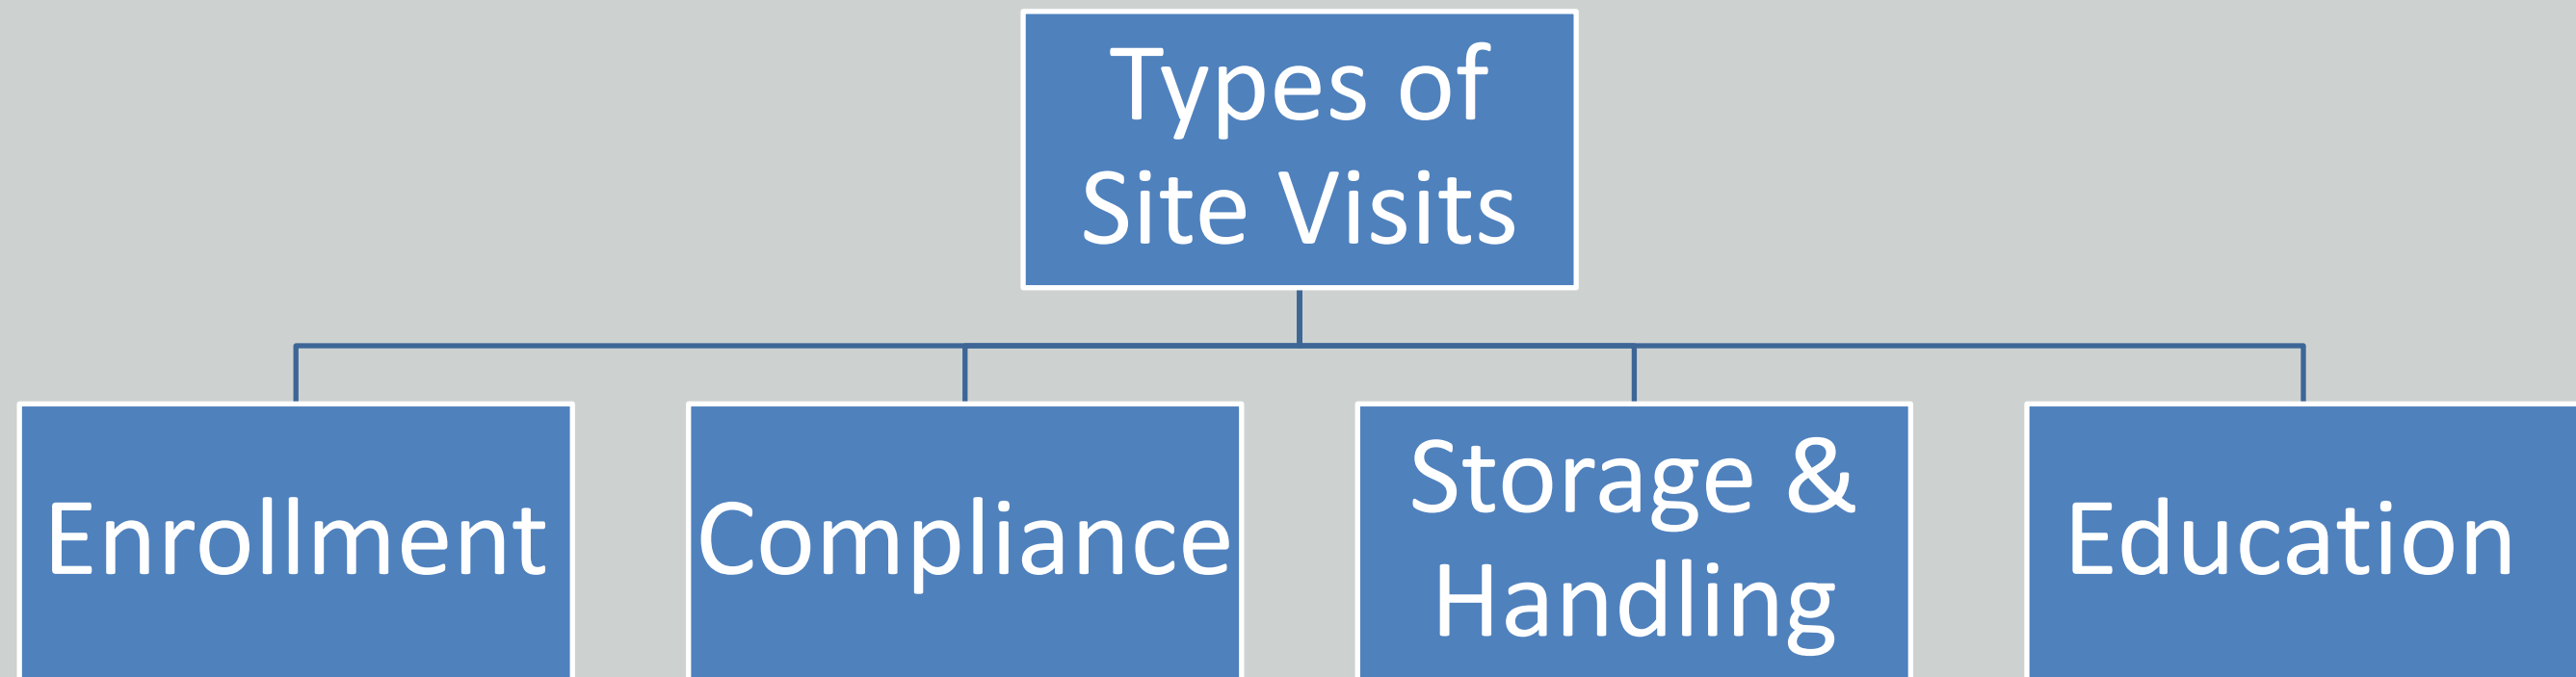 Types of
Site Visits
Enrollment
Compliance
Storage &
Handling
Education